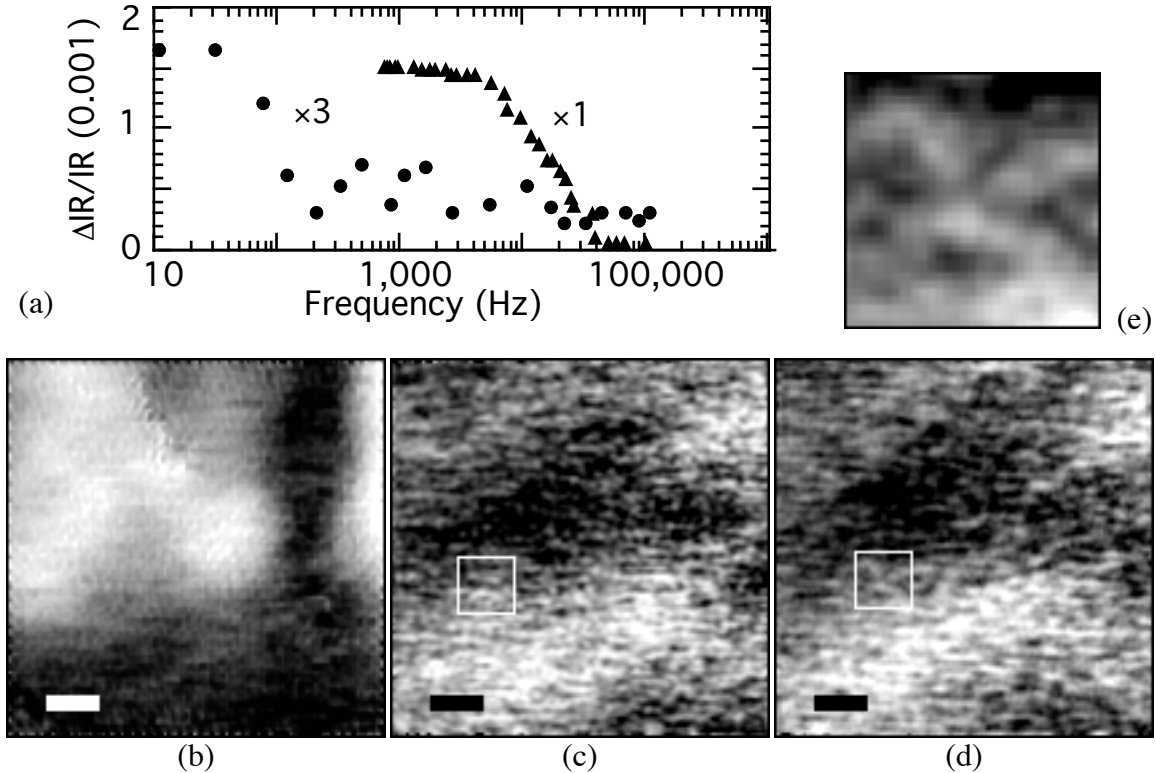 2
ΔIR/IR (0.001)
×3
×1
1
0
10
1,000
100,000
Frequency (Hz)
(a)
(e)
(b)
(c)
(d)